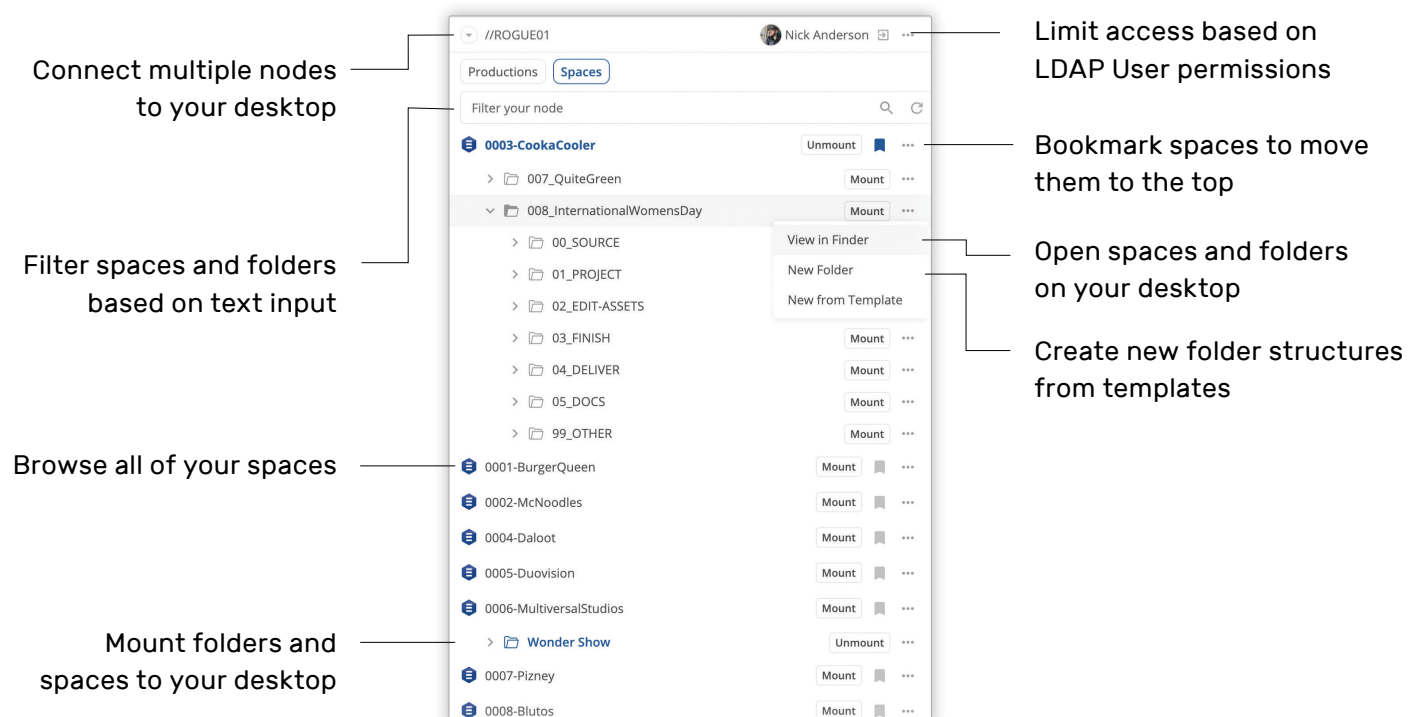 Connect multiple nodes
to your desktop
Filter spaces and folders
based on text input
Browse all of your spaces
Mount folders and
spaces to your desktop
//ROGUE01
Nick Anderson
Productions
Spaces
Filter your node
0003-CookaCooler
Unmount
007_QuiteGreen
Mount
008_InternationalWomensDay
Mount
View in Finder
New Folder
New from Template
00_SOURCE
01_PROJECT
02_EDIT-ASSETS
03_FINISH
Mount
04_DELIVER
Mount
05_DOCS
Mount
99_OTHER
Mount
0001-BurgerQueen
Mount
0002-McNoodles
Mount
0004-Daloot
Mount
0005-Duovision
Mount
0006-MultiversalStudios
Mount
Wonder Show
Unmount
0007-Pizney
Mount
0008-Blutos
Mount
Limit access based on
LDAP User permissions
Bookmark spaces to move
them to the top
Open spaces and folders
on your desktop
Create new folder structures
from templates